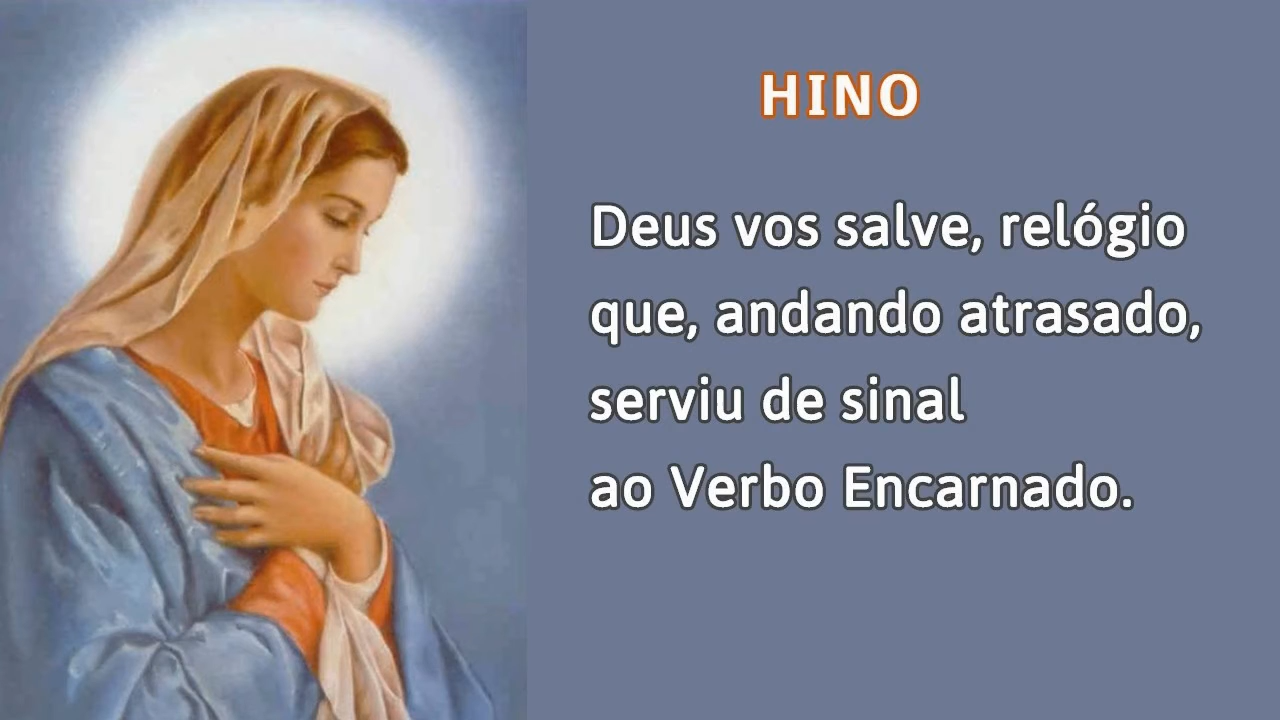 HINO
Deus vos salve, relógio
que, andando atrasado,
serviu de sinal
ao Verbo Encarnado.